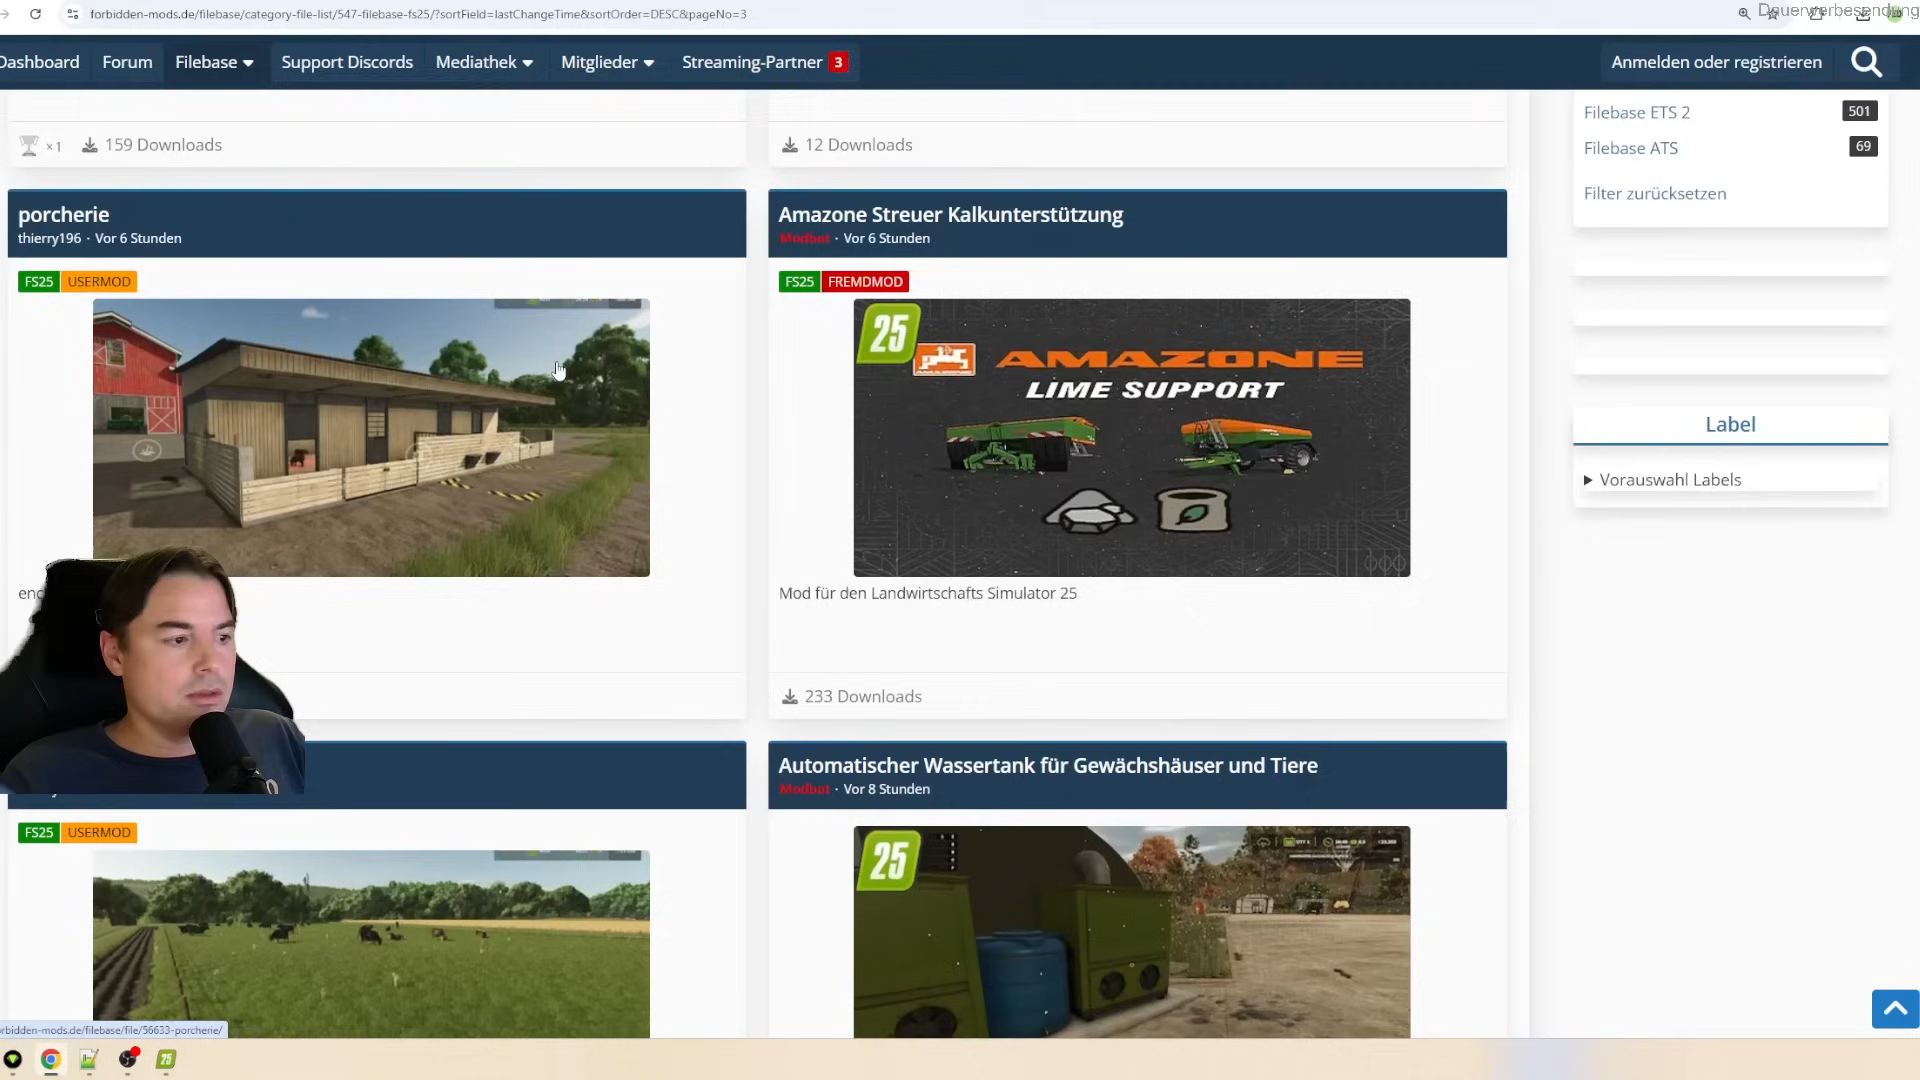 forbidden-mods.de/filebase/category-file-list/547-filebase-fs25/?sortField=lastChangeTime&sortOrder=DESC&pageNo=3
Dauerwerbesendung
Dashboard
Forum
Filebase
Support Discords
Mediathek
Mitglieder
Streaming-Partner 3
Anmelden oder registrieren
× 1
159 Downloads
12 Downloads
Filebase ETS 2 501
Filebase ATS 69
Filter zurücksetzen
porcherie
thierry196 · Vor 6 Stunden
FS25 USERMOD
Amazone Streuer Kalkunterstützung
Modbot · Vor 6 Stunden
FS25 FREMDMOD
25
AMAZONE
LIME SUPPORT
Mod für den Landwirtschafts Simulator 25
233 Downloads
Label
Vorauswahl Labels
FS25 USERMOD
Automatischer Wassertank für Gewächshäuser und Tiere
Modbot · Vor 8 Stunden
25
orbidden-mods.de/filebase/file/56633-porcherie/
25